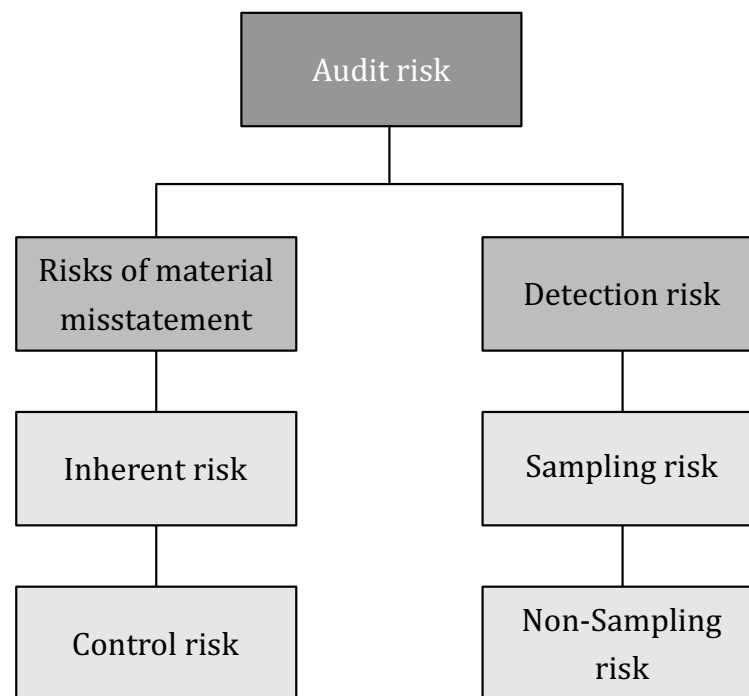 Audit risk
Risks of material
misstatement
Detection risk
Inherent risk
Sampling risk
Control risk
Non-Sampling
risk